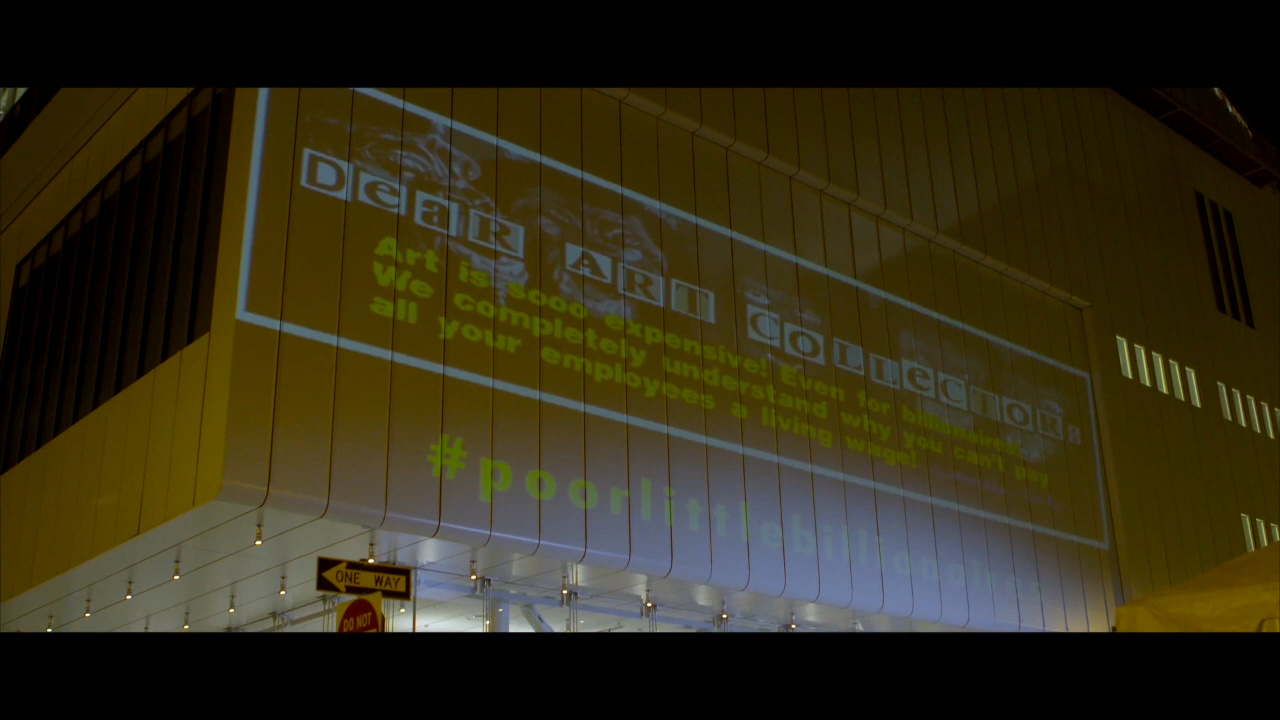 Dear ART COLLECTOR:
Art is sooo expensive! Even for billionaires!
We completely understand why you can't pay
all your employees a living wage!
#poorlittlebillionaires
ONE WAY
DO NOT